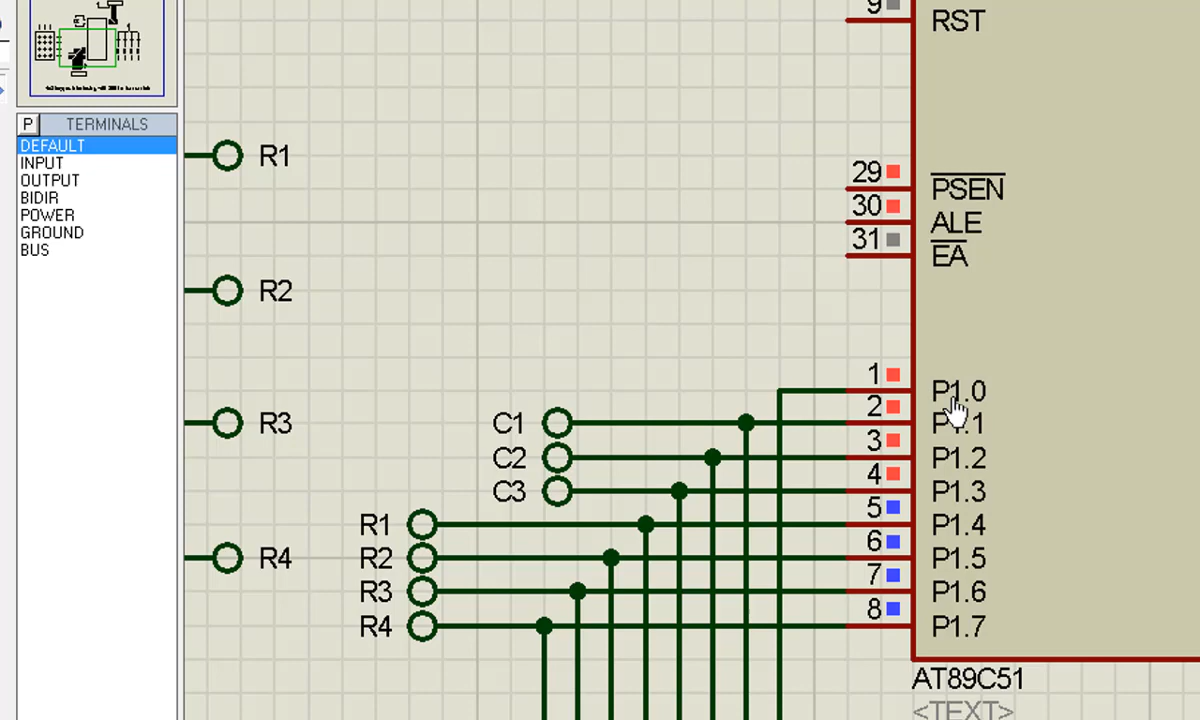 P TERMINALS
DEFAULT
INPUT
OUTPUT
BIDIR
POWER
GROUND
BUS
R1
R2
R3
R4
9 RST
29 PSEN
30 ALE
31 EA
1 P1.0
C1 2 P1.1
C2 3 P1.2
C3 4 P1.3
R1 5 P1.4
R2 6 P1.5
R3 7 P1.6
R4 8 P1.7
AT89C51
<TEXT>